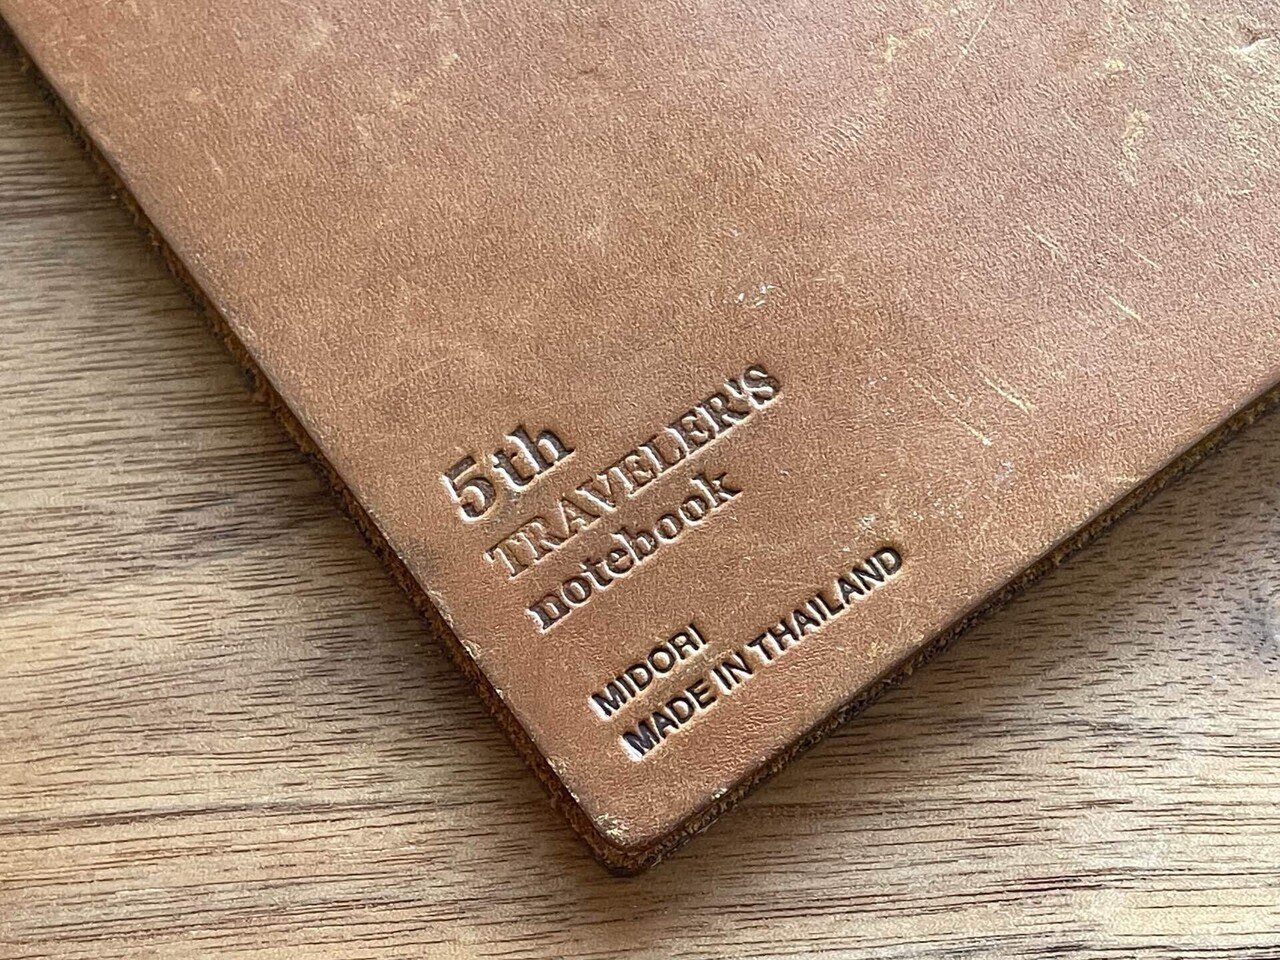 5th
TRAVELER'S
notebook
MIDORI
MADE IN THAILAND